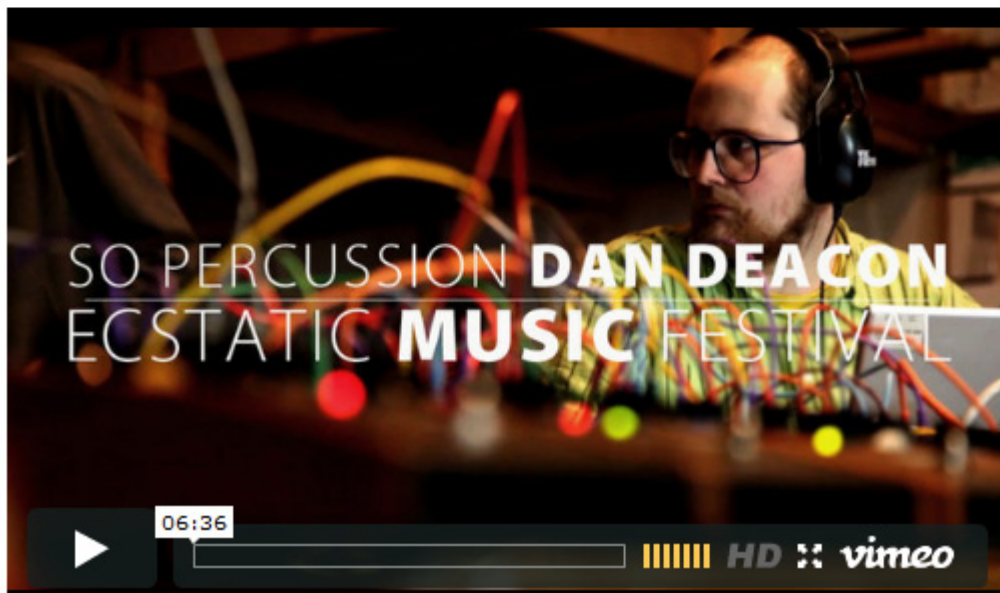 SO PERCUSSION DAN DEACON
ECSTATIC MUSIC FESTIVAL
06:36
HD vimeo